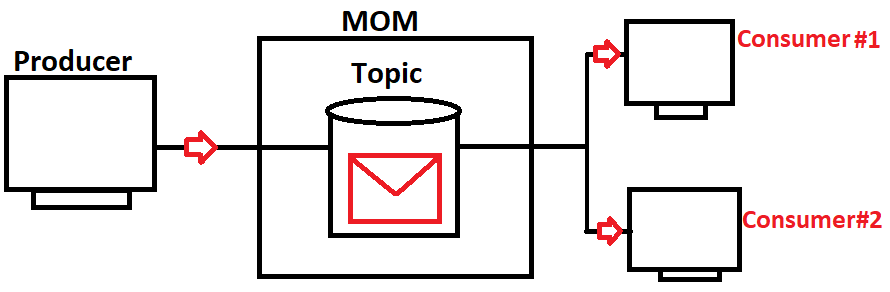 MOM
Producer
Topic
Consumer #1
Consumer#2